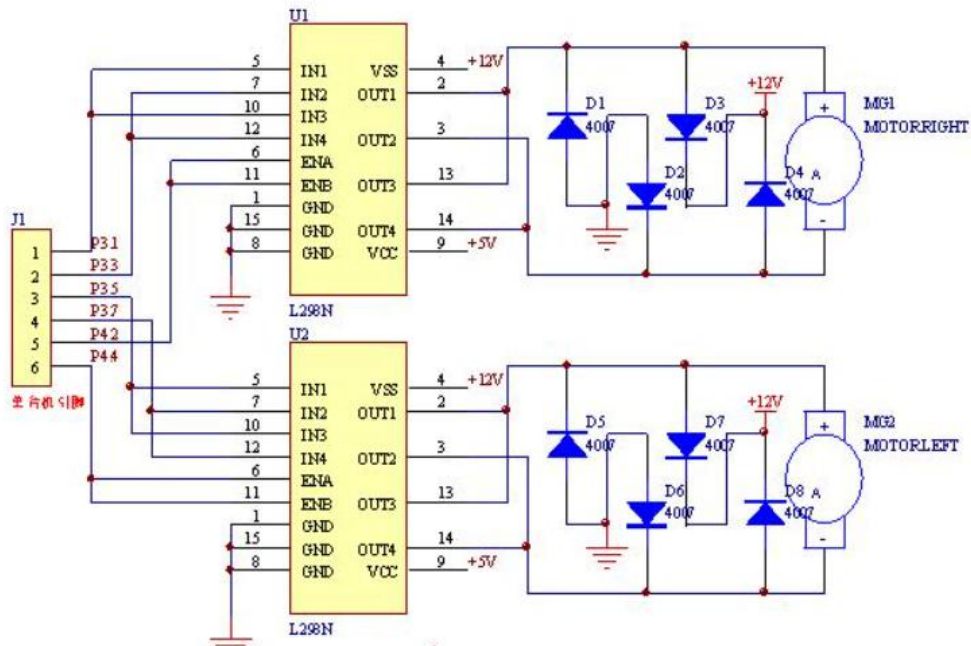 U1
5 IN1 VSS 4 +12V
7 IN2 OUT1 2
10 IN3
12 IN4 OUT2 3
6 ENA
11 ENB OUT3 13
1 GND
15 GND OUT4 14
8 GND VCC 9 +5V
L298N
D1
4007
D2
4007
D3
4007
+12V
D4
4007
+
A
-
MG1
MOTORRIGHT
J1
1 P31
2 P33
3 P35
4 P37
5 P42
6 P44
单片机引脚
U2
5 IN1 VSS 4 +12V
7 IN2 OUT1 2
10 IN3
12 IN4 OUT2 3
6 ENA
11 ENB OUT3 13
1 GND
15 GND OUT4 14
8 GND VCC 9 +5V
L298N
D5
4007
D6
4007
D7
4007
+12V
D8
4007
+
A
-
MG2
MOTORLEFT